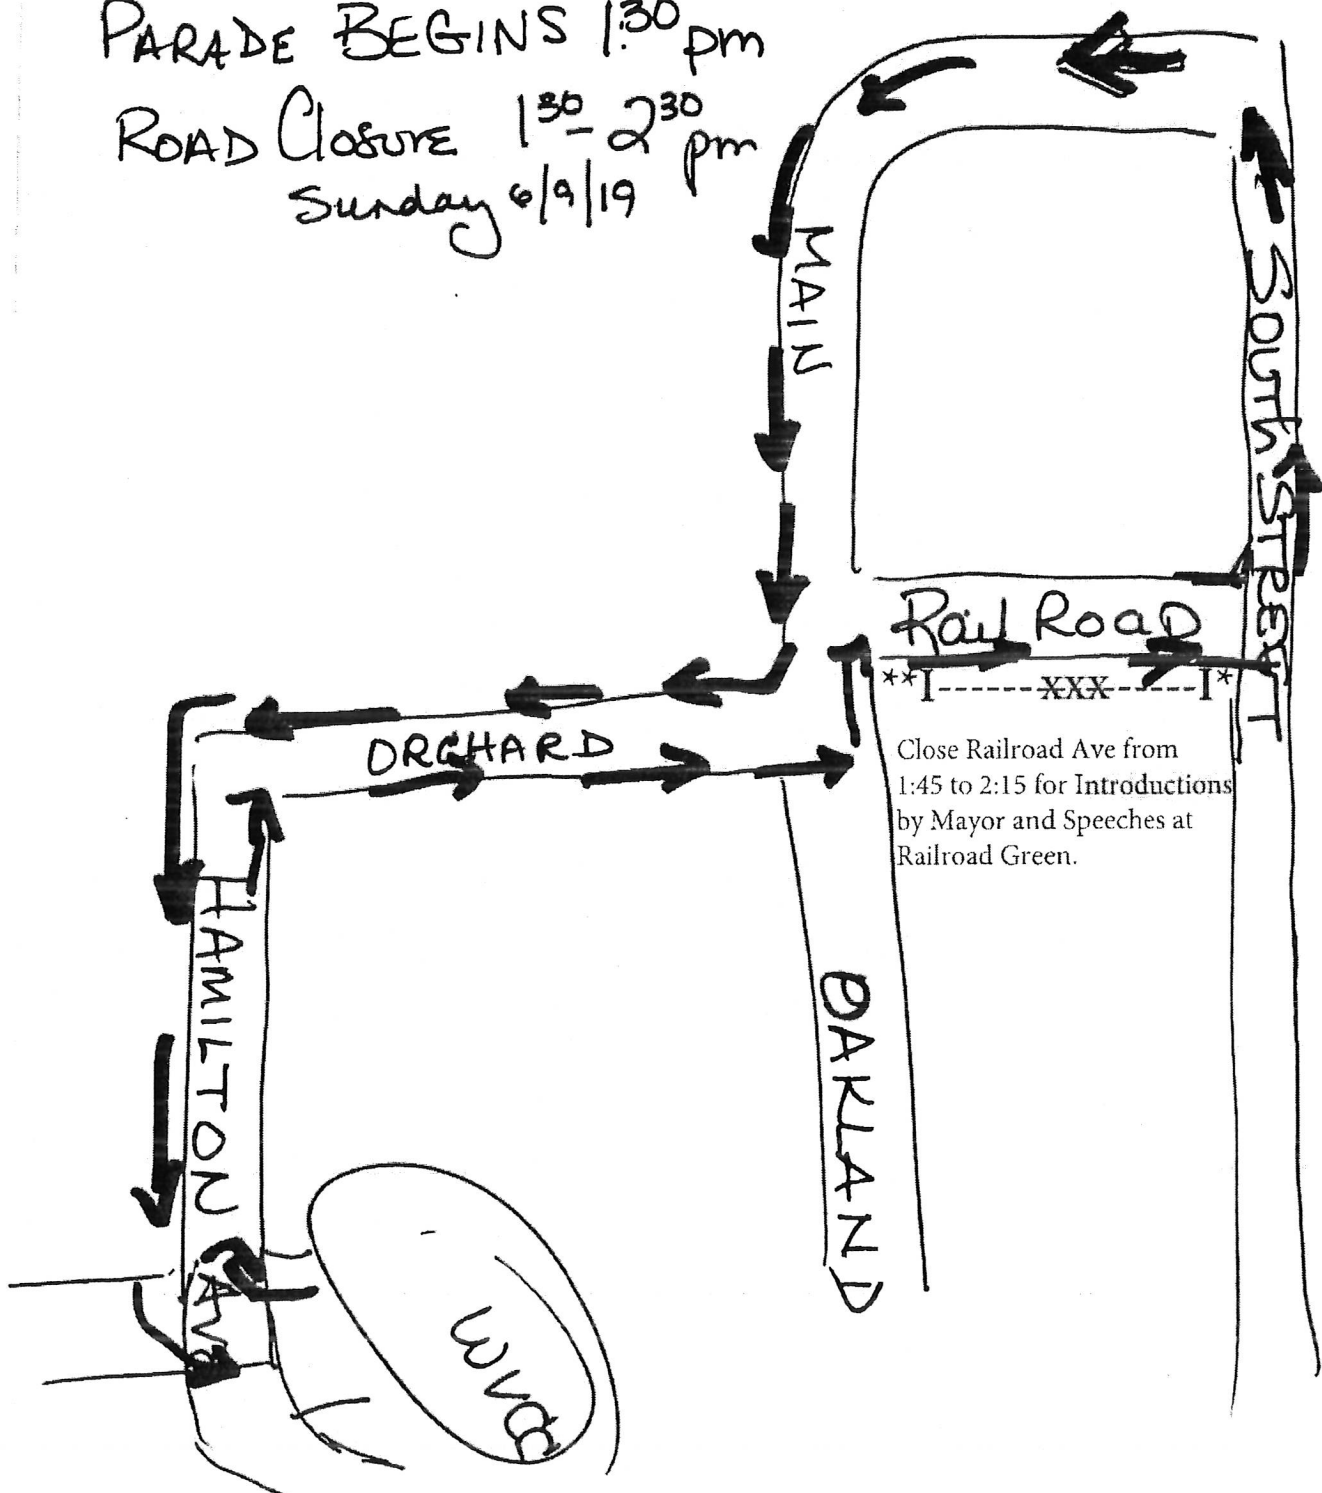 PARADE BEGINS 1:30 pm
ROAD Closure 1 30 - 2 30 pm
Sunday 6/9/19
MAIN
South STREET
Rail Road
**I-------XXX-------I*
Close Railroad Ave from
1:45 to 2:15 for Introductions
by Mayor and Speeches at
Railroad Green.
ORCHARD
HAMILTON Ave
OAKLAND
WVCC